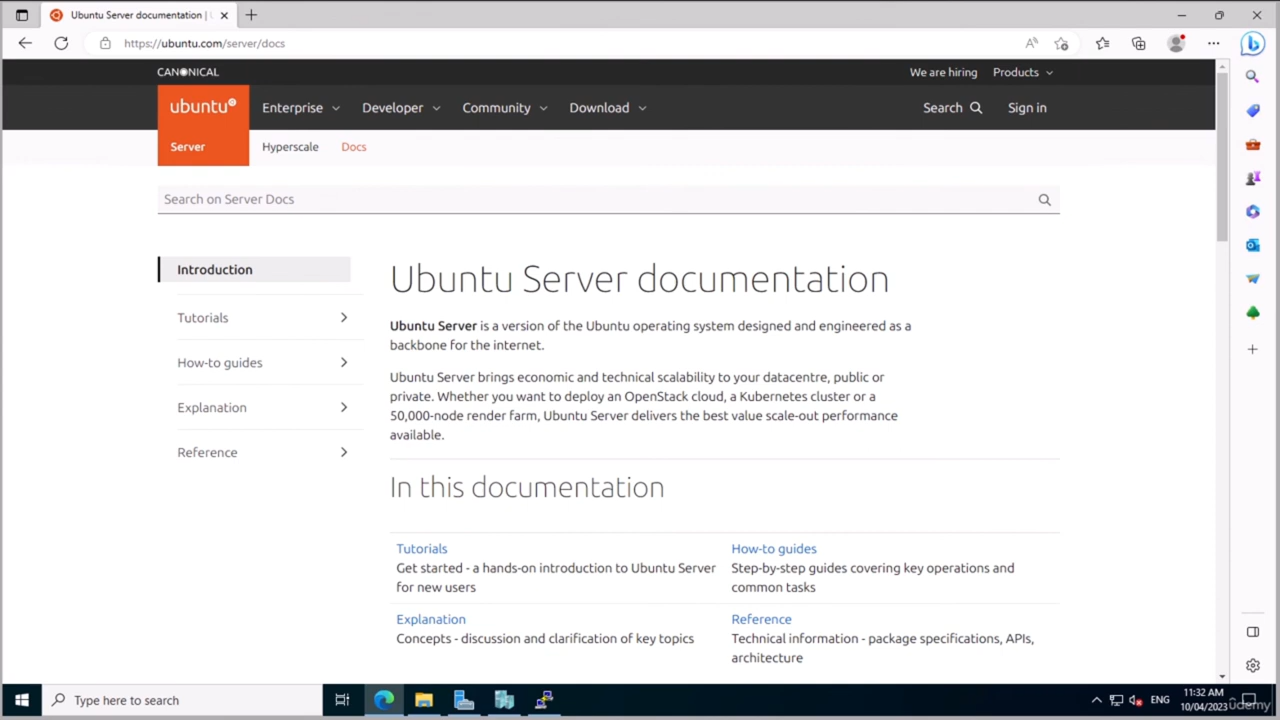 Ubuntu Server documentation |
https://ubuntu.com/server/docs
CANONICAL
We are hiring
Products
ubuntu
Enterprise
Developer
Community
Download
Search
Sign in
Server
Hyperscale
Docs
Search on Server Docs
Introduction
Tutorials
How-to guides
Explanation
Reference
Ubuntu Server documentation
Ubuntu Server is a version of the Ubuntu operating system designed and engineered as a
backbone for the internet.
Ubuntu Server brings economic and technical scalability to your datacentre, public or
private. Whether you want to deploy an OpenStack cloud, a Kubernetes cluster or a
50,000-node render farm, Ubuntu Server delivers the best value scale-out performance
available.
In this documentation
Tutorials
Get started - a hands-on introduction to Ubuntu Server
for new users
How-to guides
Step-by-step guides covering key operations and
common tasks
Explanation
Concepts - discussion and clarification of key topics
Reference
Technical information - package specifications, APIs,
architecture
Type here to search
ENG
11:32 AM
10/04/2023
udemy